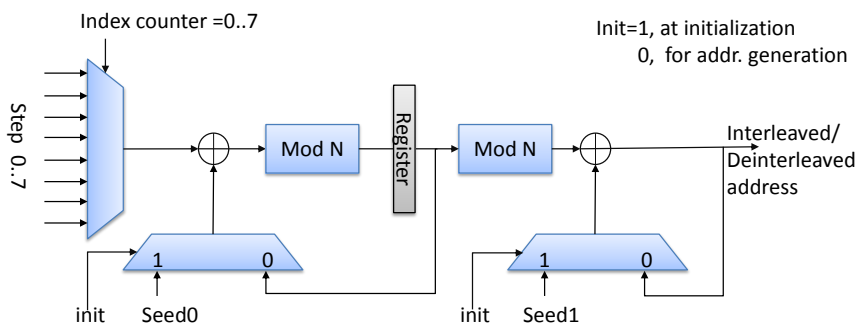 Index counter =0..7
Init=1, at initialization
0, for addr. generation
Step 0..7
Mod N
Register
Mod N
Interleaved/
Deinterleaved
address
1
0
1
0
init
Seed0
init
Seed1